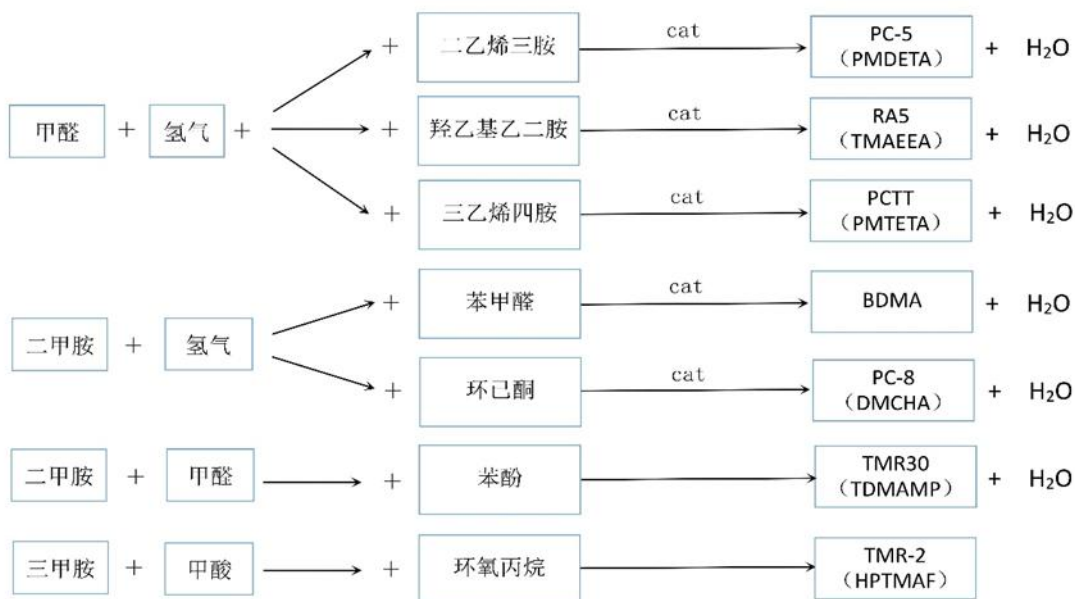 + 二乙烯三胺 cat PC-5 + H₂O
（PMDETA）
甲醛 + 氢气 + + 羟乙基乙二胺 cat RA5 + H₂O
（TMAEEA）
+ 三乙烯四胺 cat PCTT + H₂O
（PMTETA）
+ 苯甲醛 cat BDMA + H₂O
二甲胺 + 氢气
+ 环己酮 cat PC-8 + H₂O
（DMCHA）
二甲胺 + 甲醛 + 苯酚 TMR30 + H₂O
（TDMAMP）
三甲胺 + 甲酸 + 环氧丙烷 TMR-2
（HPTMAF）